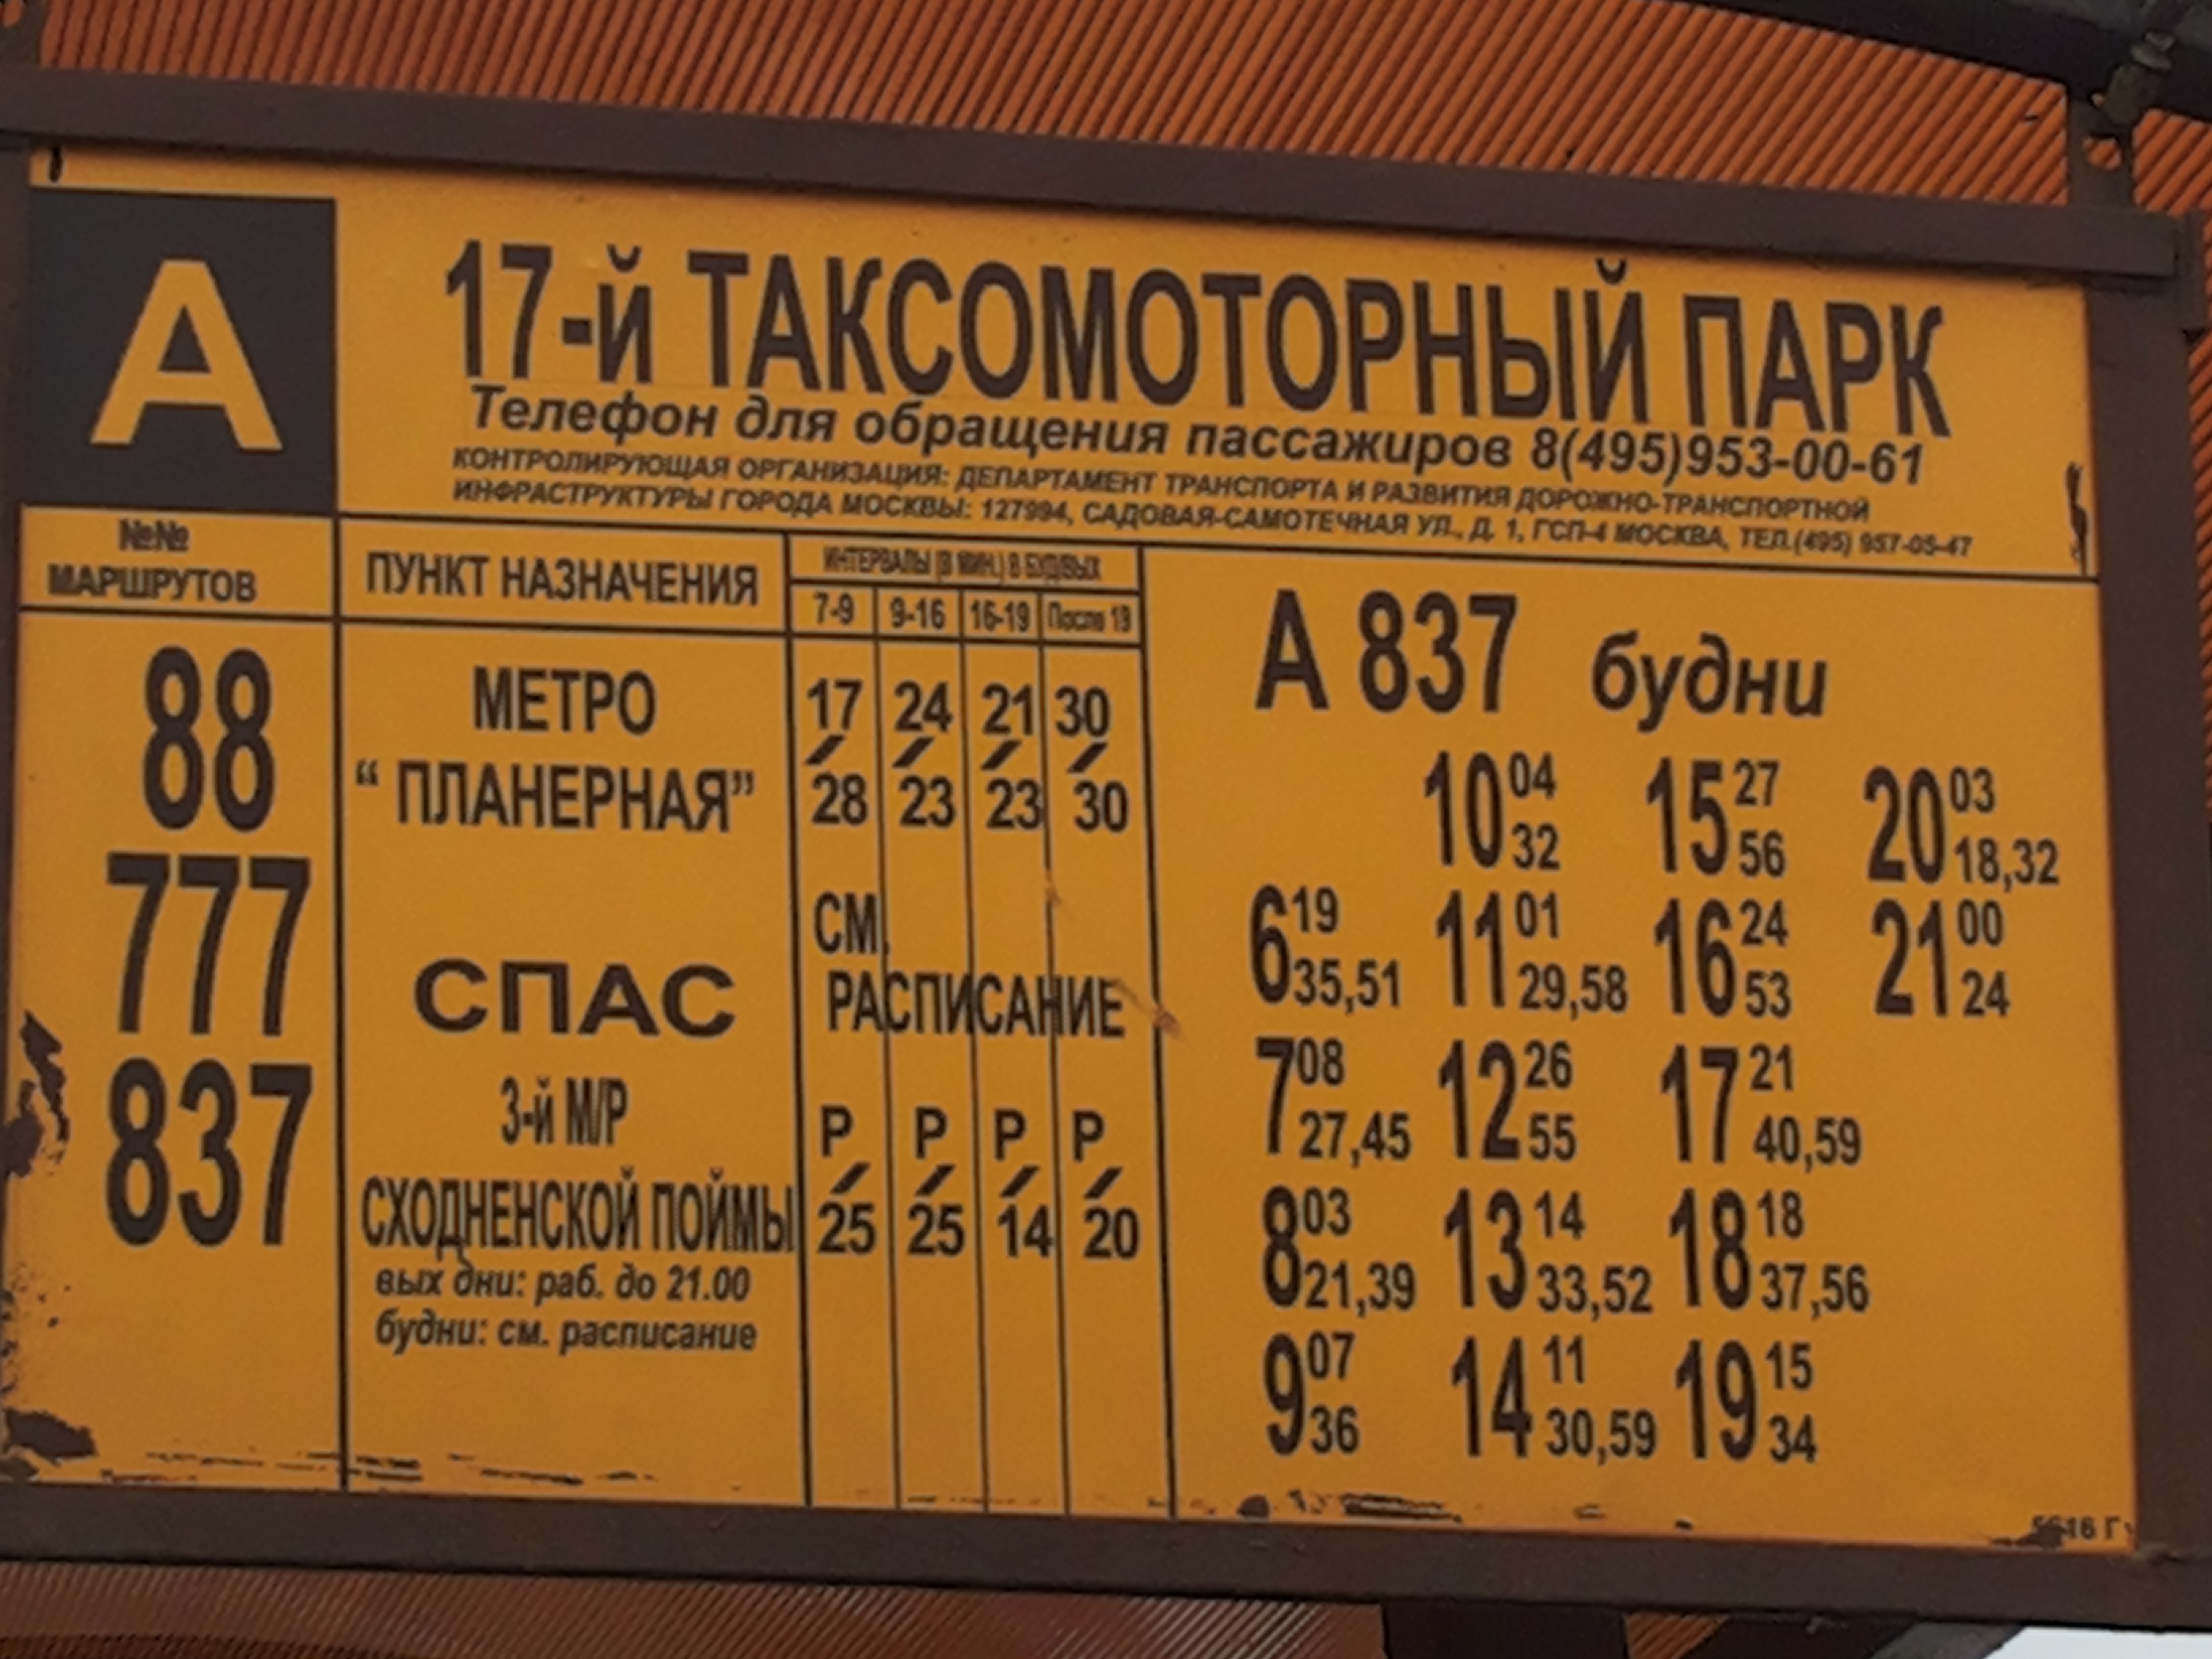 А
17-й ТАКСОМОТОРНЫЙ ПАРК
Телефон для обращения пассажиров 8(495)953-00-61
КОНТРОЛИРУЮЩАЯ ОРГАНИЗАЦИЯ: ДЕПАРТАМЕНТ ТРАНСПОРТА И РАЗВИТИЯ ДОРОЖНО-ТРАНСПОРТНОЙ
ИНФРАСТРУКТУРЫ ГОРОДА МОСКВЫ: 127994, САДОВАЯ-САМОТЕЧНАЯ УЛ., Д. 1, ГСП-4 МОСКВА, ТЕЛ.(495) 957-05-47
№№
МАРШРУТОВ
ПУНКТ НАЗНАЧЕНИЯ
ИНТЕРВАЛЫ (В МИН.) В БУД/ВЫХ
7-9 9-16 16-19 После 19
88
777
837
МЕТРО
“ ПЛАНЕРНАЯ”
СПАС
3-й М/Р
СХОДНЕНСКОЙ ПОЙМЫ
вых дни: раб. до 21.00
будни: см. расписание
17 24 21 30
28 23 23 30
СМ.
РАСПИСАНИЕ
Р Р Р Р
25 25 14 20
А 837 будни
10 04 15 27 20 03
32 56 18,32
6 19 11 01 16 24 21 00
35,51 29,58 53 24
7 08 12 26 17 21
27,45 55 40,59
8 03 13 14 18 18
21,39 33,52 37,56
9 07 14 11 19 15
36 30,59 34